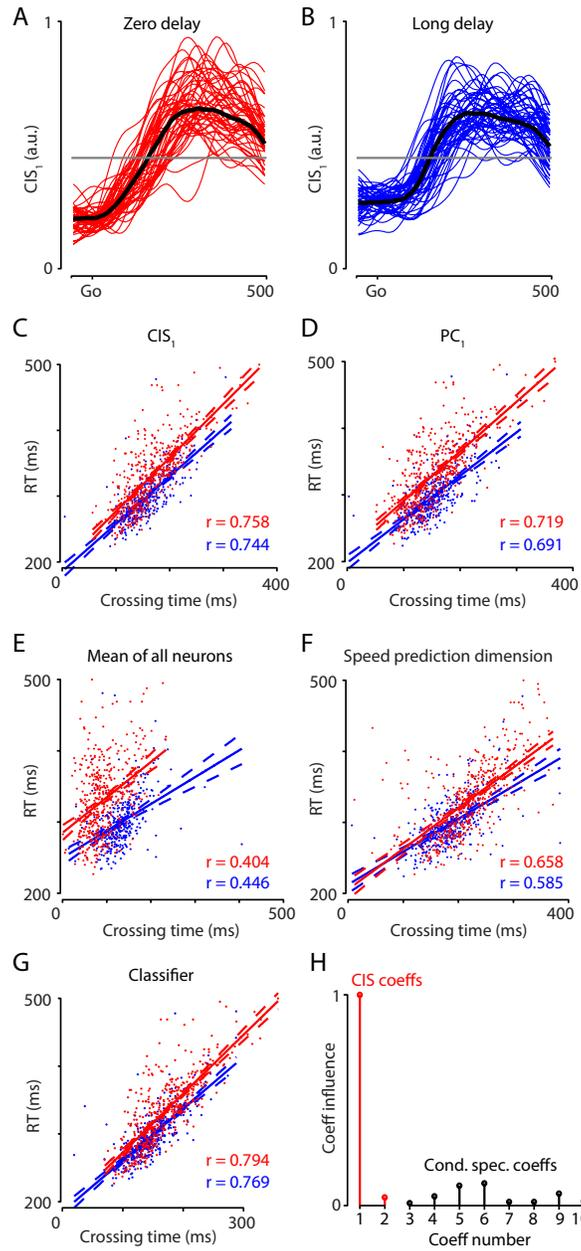 A
Zero delay
1
CIS1 (a.u.)
0
Go
500
B
Long delay
1
CIS1 (a.u.)
0
Go
500
C
CIS1
500
RT (ms)
200
r = 0.758
r = 0.744
0
400
Crossing time (ms)
D
PC1
500
RT (ms)
200
r = 0.719
r = 0.691
0
400
Crossing time (ms)
E
Mean of all neurons
500
RT (ms)
200
r = 0.404
r = 0.446
0
500
Crossing time (ms)
F
Speed prediction dimension
500
RT (ms)
200
r = 0.658
r = 0.585
0
400
Crossing time (ms)
G
Classifier
500
RT (ms)
200
r = 0.794
r = 0.769
0
300
Crossing time (ms)
H
CIS coeffs
1
Coeff influence
Cond. spec. coeffs
0
1 2 3 4 5 6 7 8 9
Coeff number